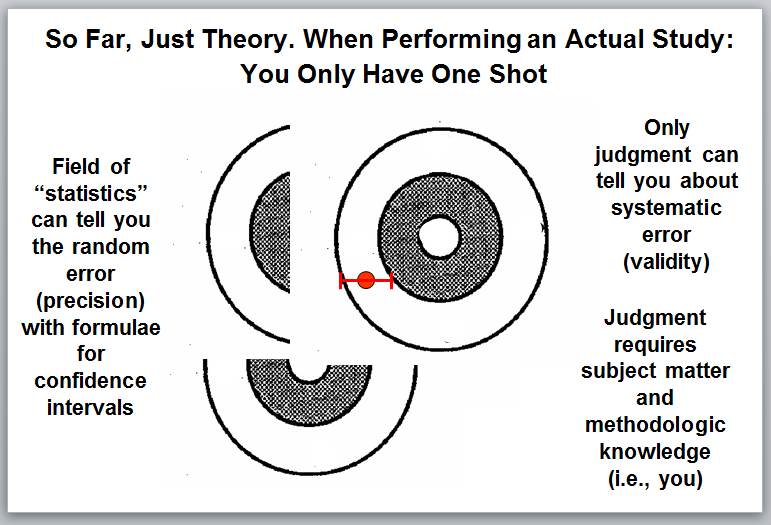 So Far, Just Theory. When Performing an Actual Study:
You Only Have One Shot
Field of
“statistics”
can tell you
the random
error
(precision)
with formulae
for
confidence
intervals
Only
judgment can
tell you about
systematic
error
(validity)
Judgment
requires
subject matter
and
methodologic
knowledge
(i.e., you)